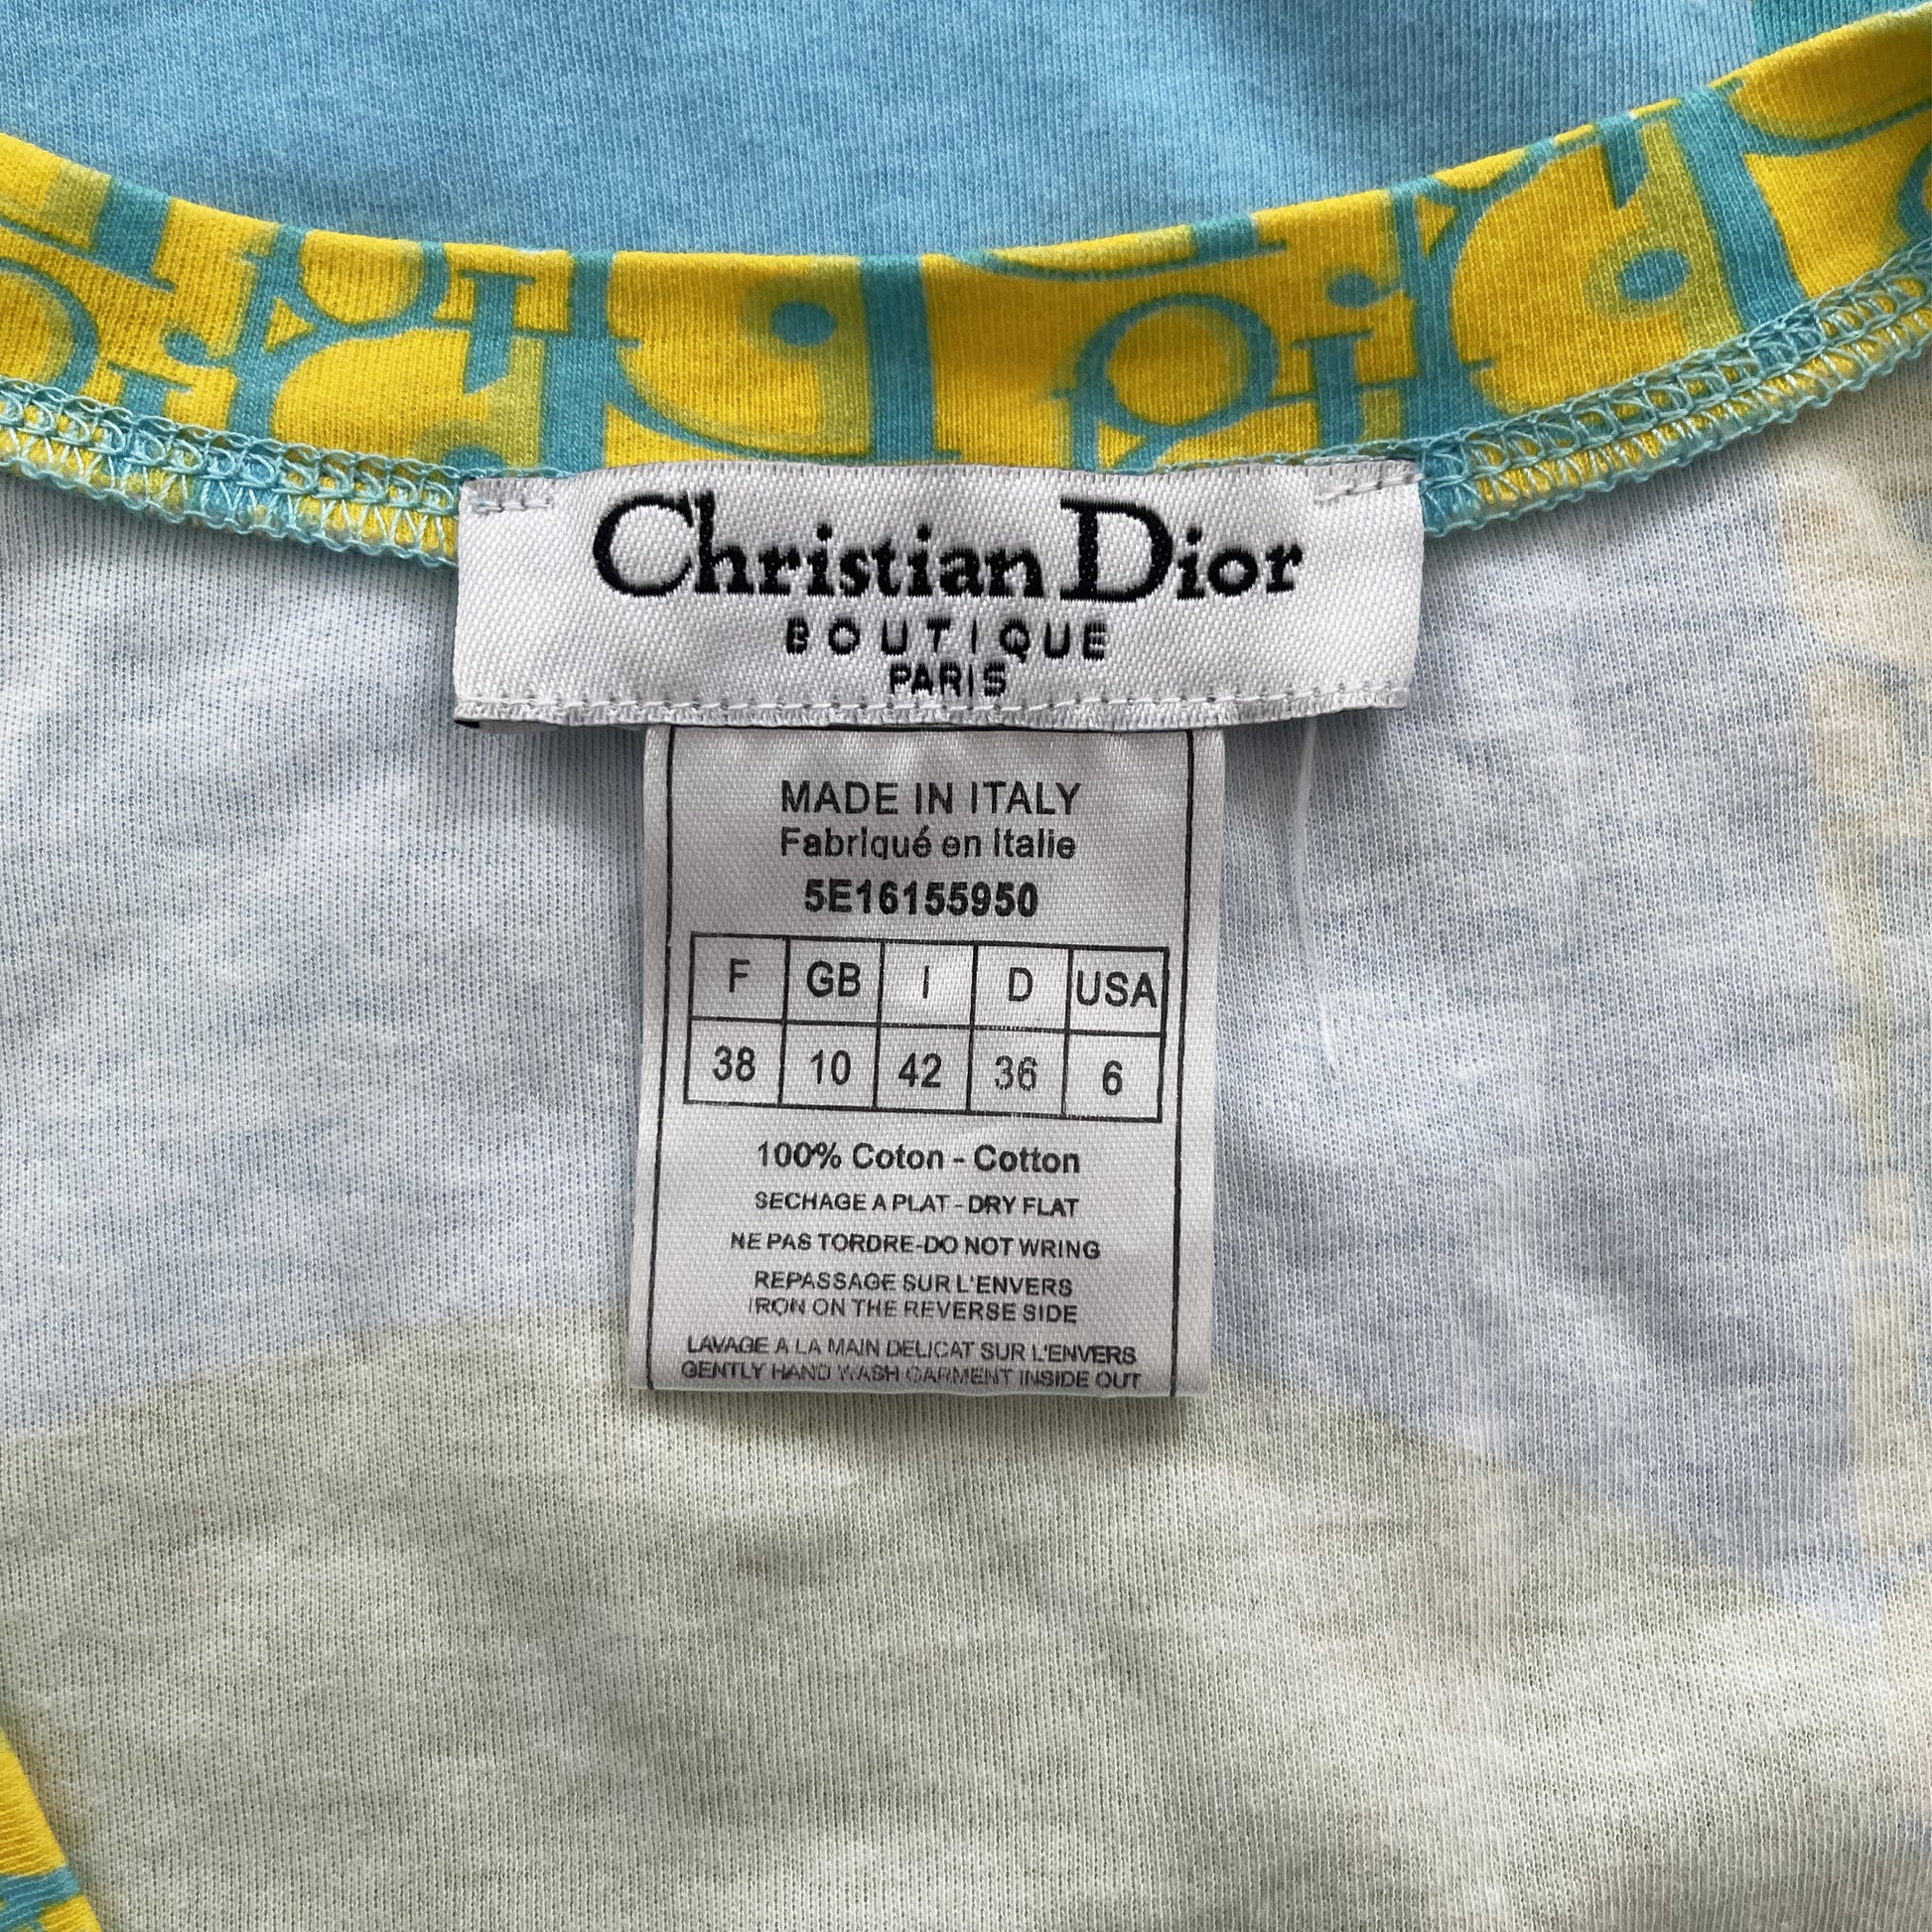 Christian Dior
BOUTIQUE
PARIS
MADE IN ITALY
Fabriqué en Italie
5E16155950
F GB I D USA
38 10 42 36 6
100% Coton - Cotton
SECHAGE A PLAT - DRY FLAT
NE PAS TORDRE-DO NOT WRING
REPASSAGE SUR L'ENVERS
IRON ON THE REVERSE SIDE
LAVAGE A LA MAIN DELICAT SUR L'ENVERS
GENTLY HAND WASH GARMENT INSIDE OUT